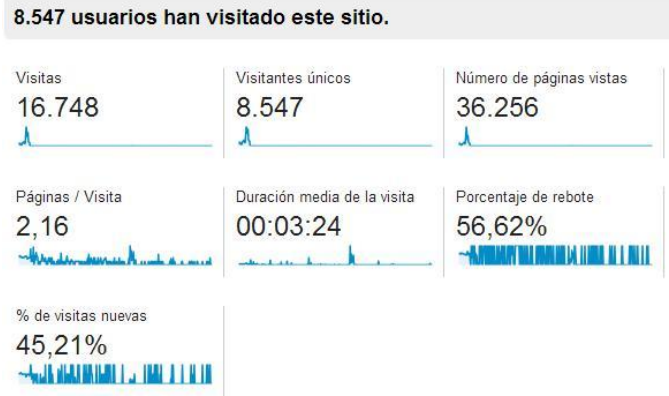 8.547 usuarios han visitado este sitio.
Visitas
16.748
Visitantes únicos
8.547
Número de páginas vistas
36.256
Páginas / Visita
2,16
Duración media de la visita
00:03:24
Porcentaje de rebote
56,62%
% de visitas nuevas
45,21%